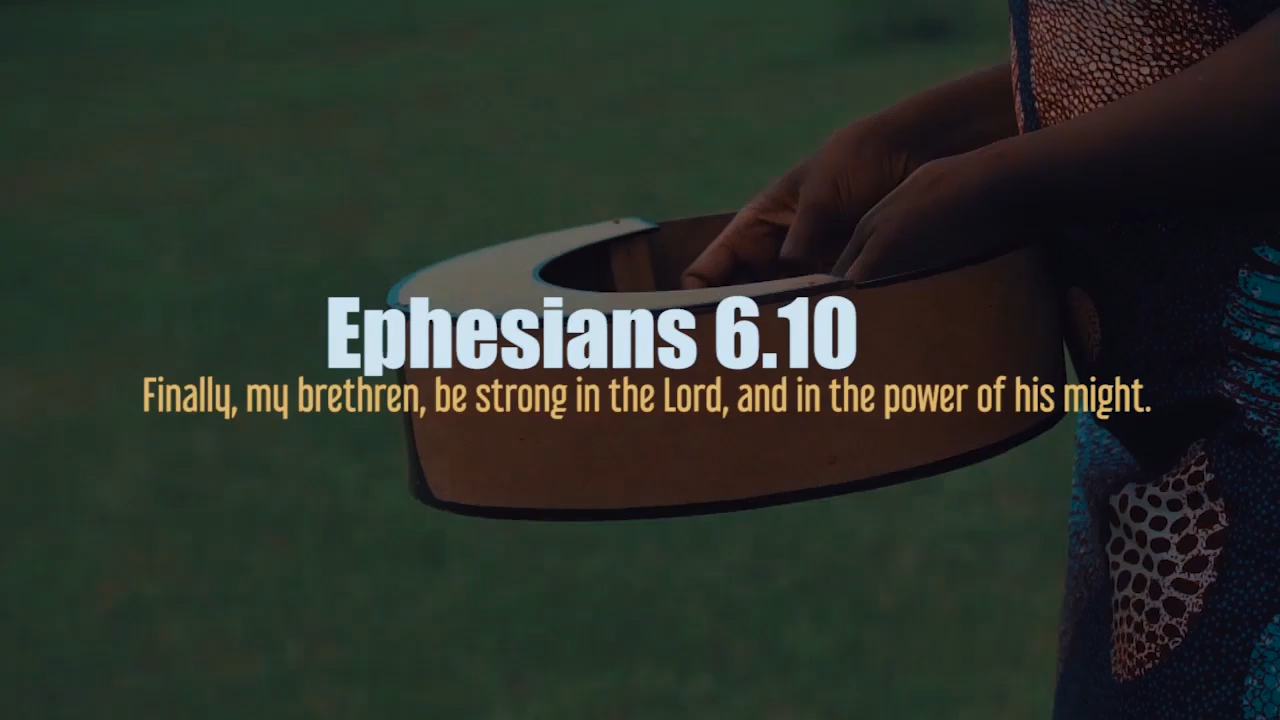 Ephesians 6.10
Finally, my brethren, be strong in the Lord, and in the power of his might.